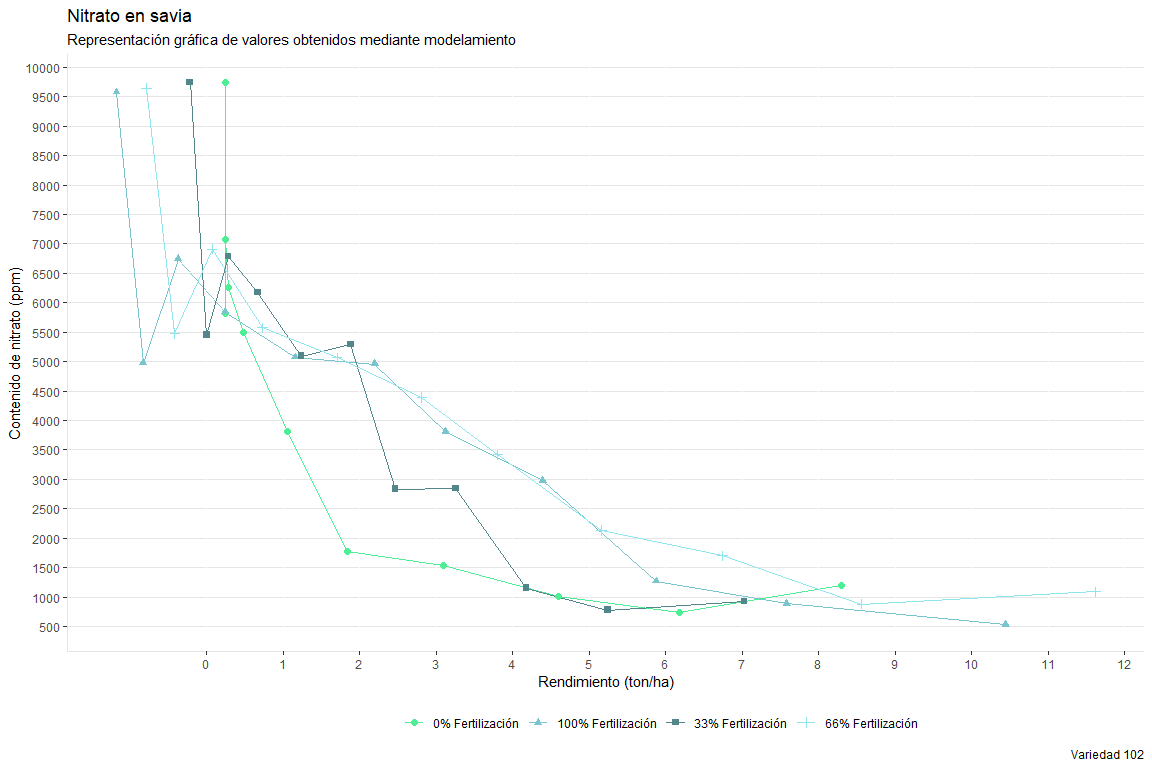 Nitrato en savia
Representación gráfica de valores obtenidos mediante modelamiento
Contenido de nitrato (ppm)
10000
9500
9000
8500
8000
7500
7000
6500
6000
5500
5000
4500
4000
3500
3000
2500
2000
1500
1000
500
0 1 2 3 4 5 6 7 8 9 10 11 12
Rendimiento (ton/ha)
0% Fertilización 100% Fertilización 33% Fertilización 66% Fertilización
Variedad 102